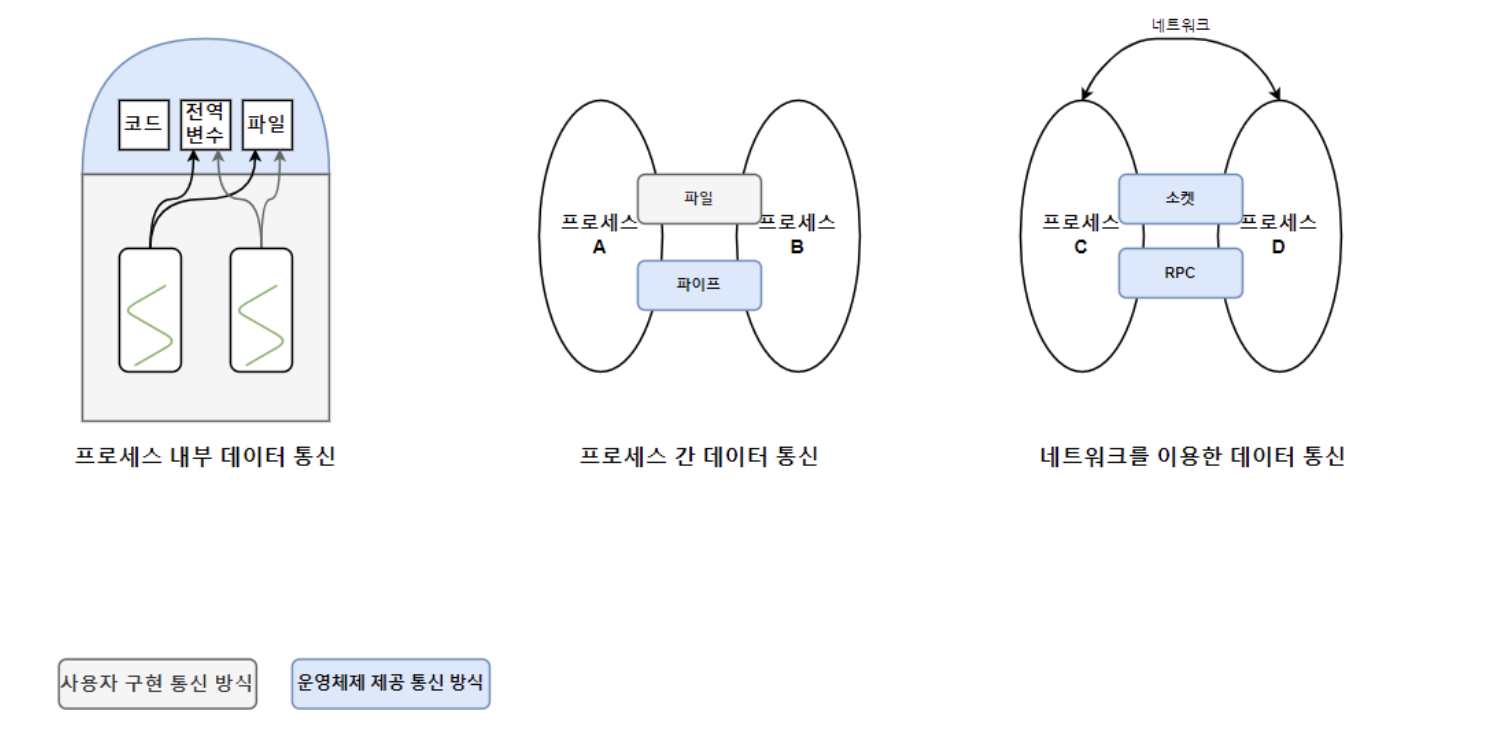 네트워크
코드
전역
변수
파일
파일
프로세스
A
프로세스
B
파이프
소켓
프로세스
C
프로세스
D
RPC
프로세스 내부 데이터 통신
프로세스 간 데이터 통신
네트워크를 이용한 데이터 통신
사용자 구현 통신 방식
운영체제 제공 통신 방식